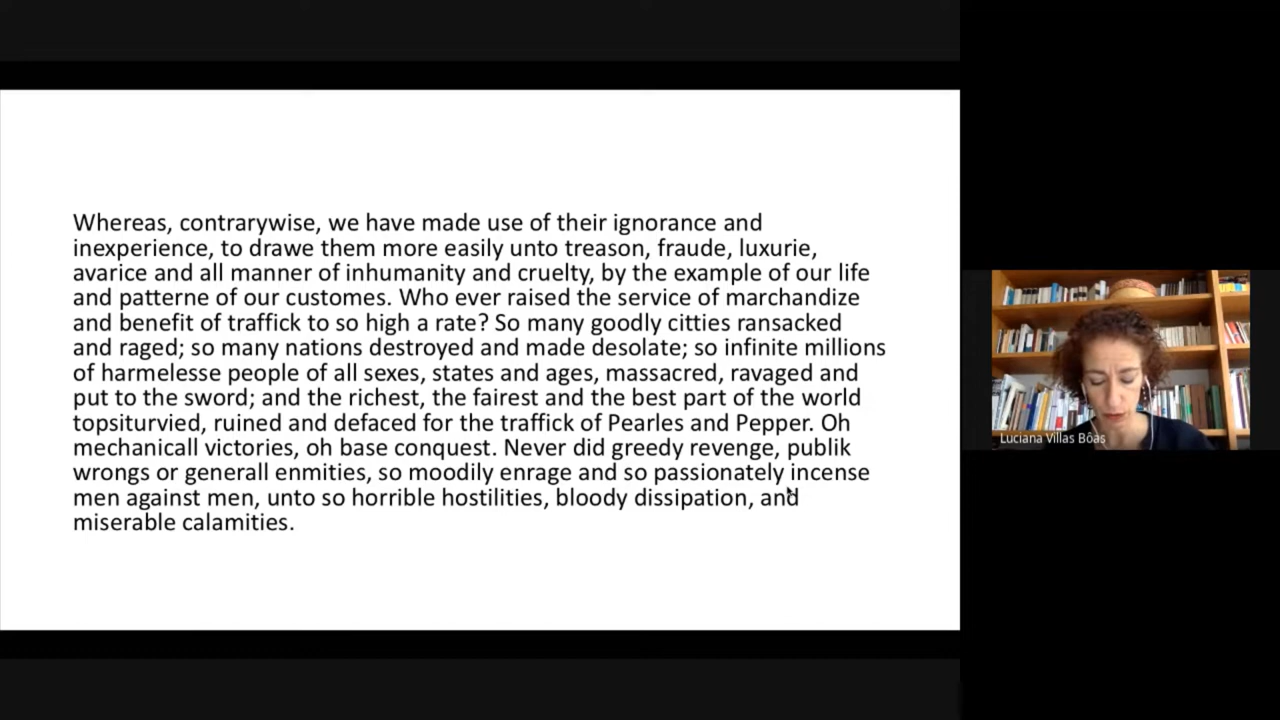 Whereas, contrarywise, we have made use of their ignorance and
inexperience, to drawe them more easily unto treason, fraude, luxurie,
avarice and all manner of inhumanity and cruelty, by the example of our life
and patterne of our customes. Who ever raised the service of marchandize
and benefit of traffick to so high a rate? So many goodly citties ransacked
and raged; so many nations destroyed and made desolate; so infinite millions
of harmelesse people of all sexes, states and ages, massacred, ravaged and
put to the sword; and the richest, the fairest and the best part of the world
topsiturvied, ruined and defaced for the traffick of Pearles and Pepper. Oh
mechanicall victories, oh base conquest. Never did greedy revenge, publik
wrongs or generall enmities, so moodily enrage and so passionately incense
men against men, unto so horrible hostilities, bloody dissipation, and
miserable calamities.
Luciana Villas Bôas